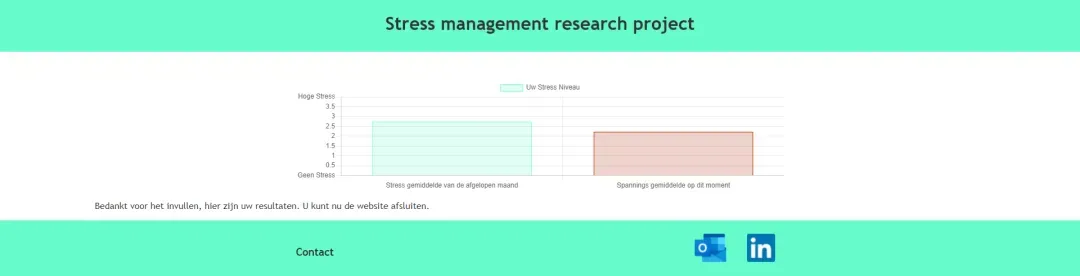 Stress management research project
Uw Stress Niveau
Hoge Stress
3.5
3
2.5
2
1.5
1
0.5
Geen Stress
Stress gemiddelde van de afgelopen maand
Spannings gemiddelde op dit moment
Bedankt voor het invullen, hier zijn uw resultaten. U kunt nu de website afsluiten.
Contact
O
in